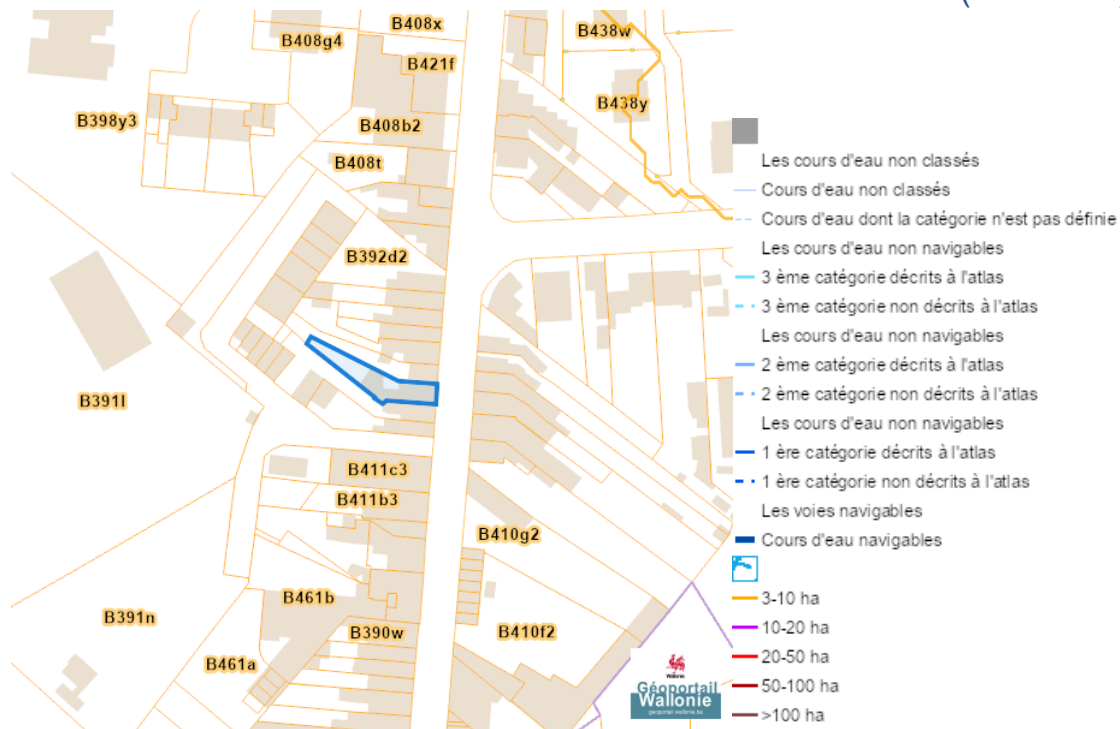 B408x
B438w
B408g4
B421f
B438y
B398y3
B408b2
B408t
B392d2
B391l
B411c3
B411b3
B410g2
B461b
B391n
B390w
B410f2
B461a
Wallonie
Géoportail
Wallonie
geoportail.wallonie.be
Les cours d'eau non classés
Cours d'eau non classés
Cours d'eau dont la catégorie n'est pas définie
Les cours d'eau non navigables
3 ème catégorie décrits à l'atlas
3 ème catégorie non décrits à l'atlas
Les cours d'eau non navigables
2 ème catégorie décrits à l'atlas
2 ème catégorie non décrits à l'atlas
Les cours d'eau non navigables
1 ère catégorie décrits à l'atlas
1 ère catégorie non décrits à l'atlas
Les voies navigables
Cours d'eau navigables
3-10 ha
10-20 ha
20-50 ha
50-100 ha
>100 ha